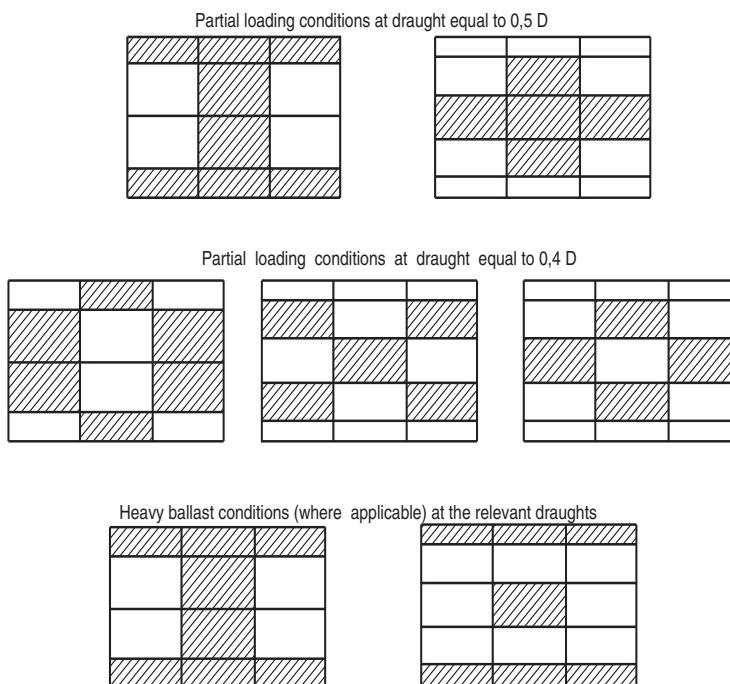 Partial loading conditions at draught equal to 0,5 D
Partial loading conditions at draught equal to 0,4 D
Heavy ballast conditions (where applicable) at the relevant draughts